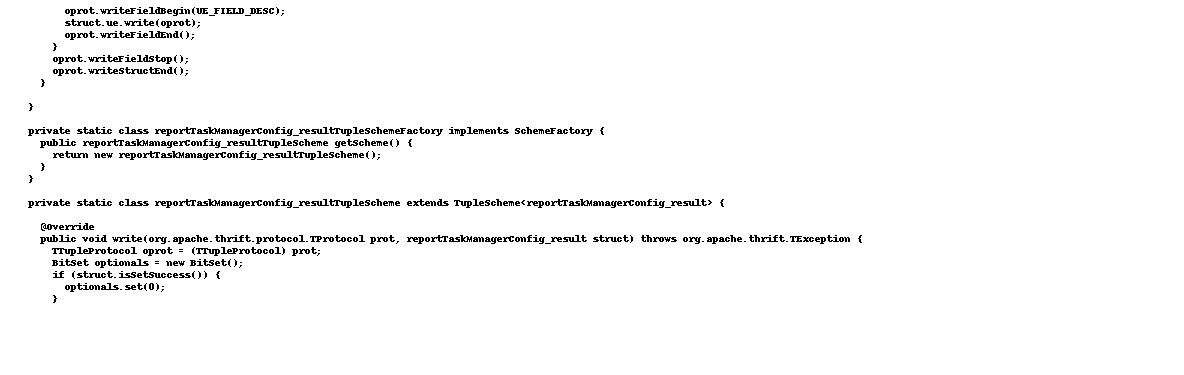 oprot.writeFieldBegin(UE_FIELD_DESC);
      struct.ue.write(oprot);
      oprot.writeFieldEnd();
    }
    oprot.writeFieldStop();
    oprot.writeStructEnd();
  }

}

private static class reportTaskManagerConfig_resultTupleSchemeFactory implements SchemeFactory {
  public reportTaskManagerConfig_resultTupleScheme getScheme() {
    return new reportTaskManagerConfig_resultTupleScheme();
  }
}

private static class reportTaskManagerConfig_resultTupleScheme extends TupleScheme<reportTaskManagerConfig_result> {

  @Override
  public void write(org.apache.thrift.protocol.TProtocol prot, reportTaskManagerConfig_result struct) throws org.apache.thrift.TException {
    TTupleProtocol oprot = (TTupleProtocol) prot;
    BitSet optionals = new BitSet();
    if (struct.isSetSuccess()) {
      optionals.set(0);
    }